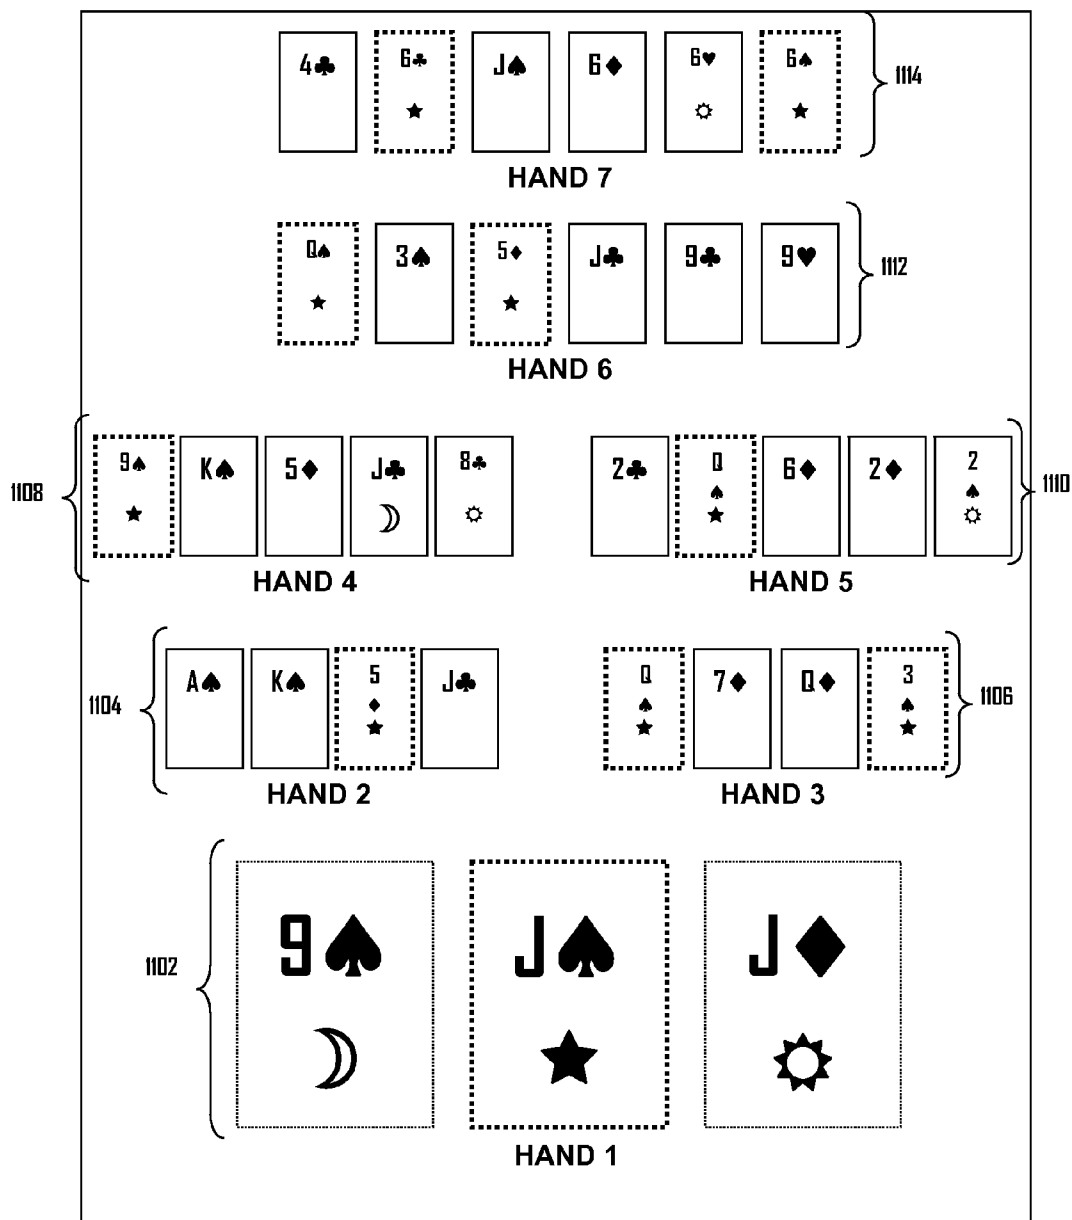 4♣ 6♣ J♠ 6♦ 6♥ 6♠ 1114
HAND 7
Q♠ 3♠ 5♦ J♣ 9♣ 9♥ 1112
HAND 6
1108 9♠ K♠ 5♦ J♣ 8♣
HAND 4
2♣ Q♠ 6♦ 2♦ 2♠ 1110
HAND 5
1104 A♠ K♠ 5♦ J♣
HAND 2
Q♠ 7♦ Q♦ 3♠ 1106
HAND 3
1102 9♠ J♠ J♦
HAND 1